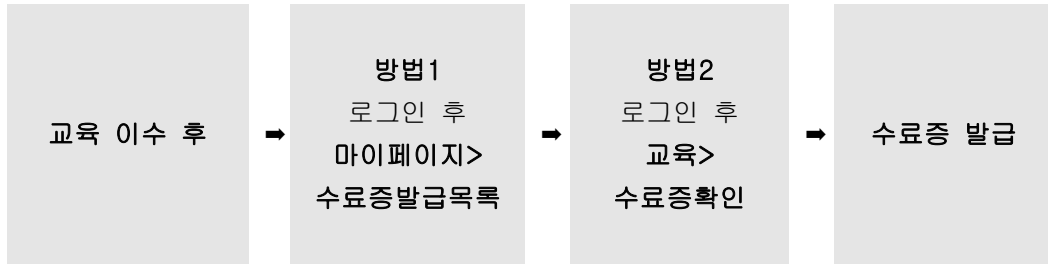 교육 이수 후
➡
방법1
로그인 후
마이페이지>
수료증발급목록
➡
방법2
로그인 후
교육>
수료증확인
➡
수료증 발급